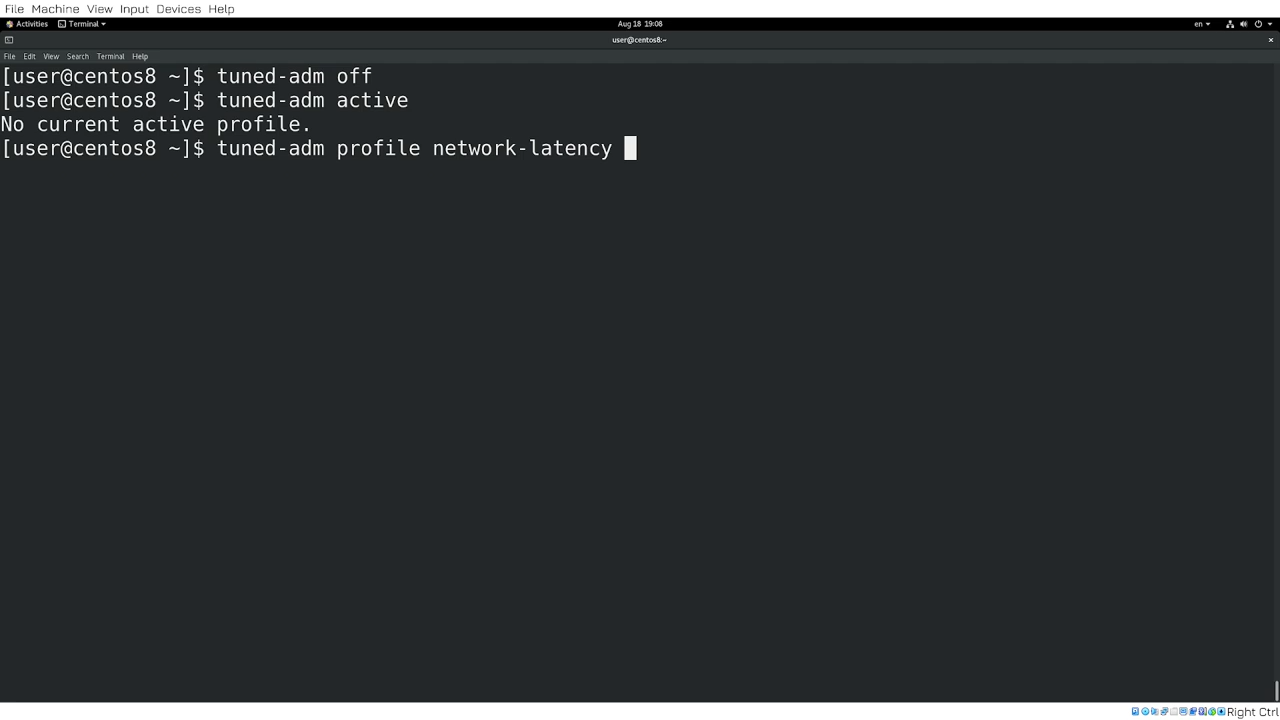 File Machine View Input Devices Help
Activities Terminal Aug 18 19:08 en
user@centos8:~
File Edit View Search Terminal Help
[user@centos8 ~]$ tuned-adm off
[user@centos8 ~]$ tuned-adm active
No current active profile.
[user@centos8 ~]$ tuned-adm profile network-latency
Right Ctrl